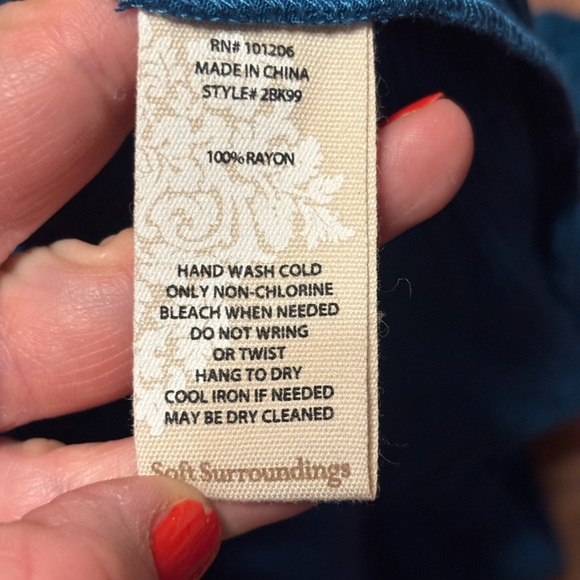 RN# 101206
MADE IN CHINA
STYLE# 2BK99
100% RAYON
HAND WASH COLD
ONLY NON-CHLORINE
BLEACH WHEN NEEDED
DO NOT WRING
OR TWIST
HANG TO DRY
COOL IRON IF NEEDED
MAY BE DRY CLEANED
Soft Surroundings